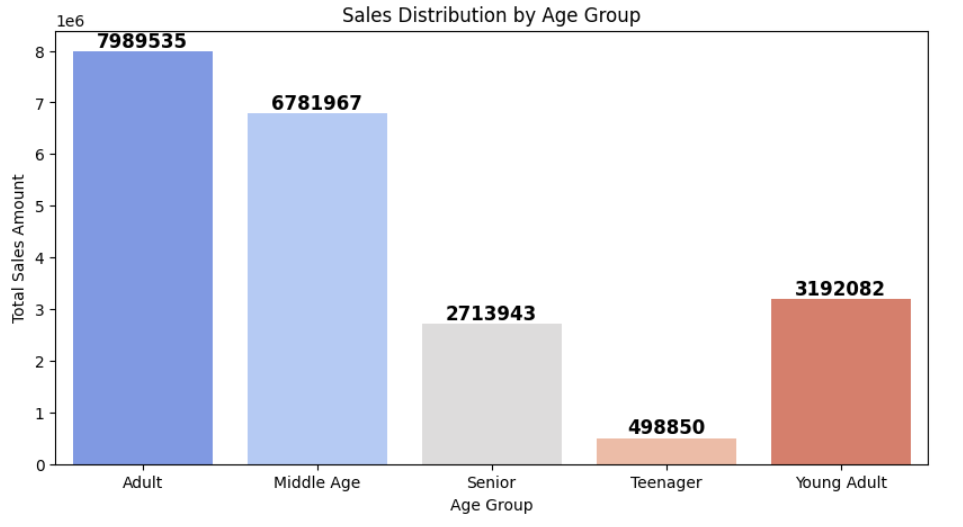 Sales Distribution by Age Group
1e6
8
7
6
5
4
3
2
1
0
Total Sales Amount
7989535
6781967
2713943
498850
3192082
Adult
Middle Age
Senior
Teenager
Young Adult
Age Group